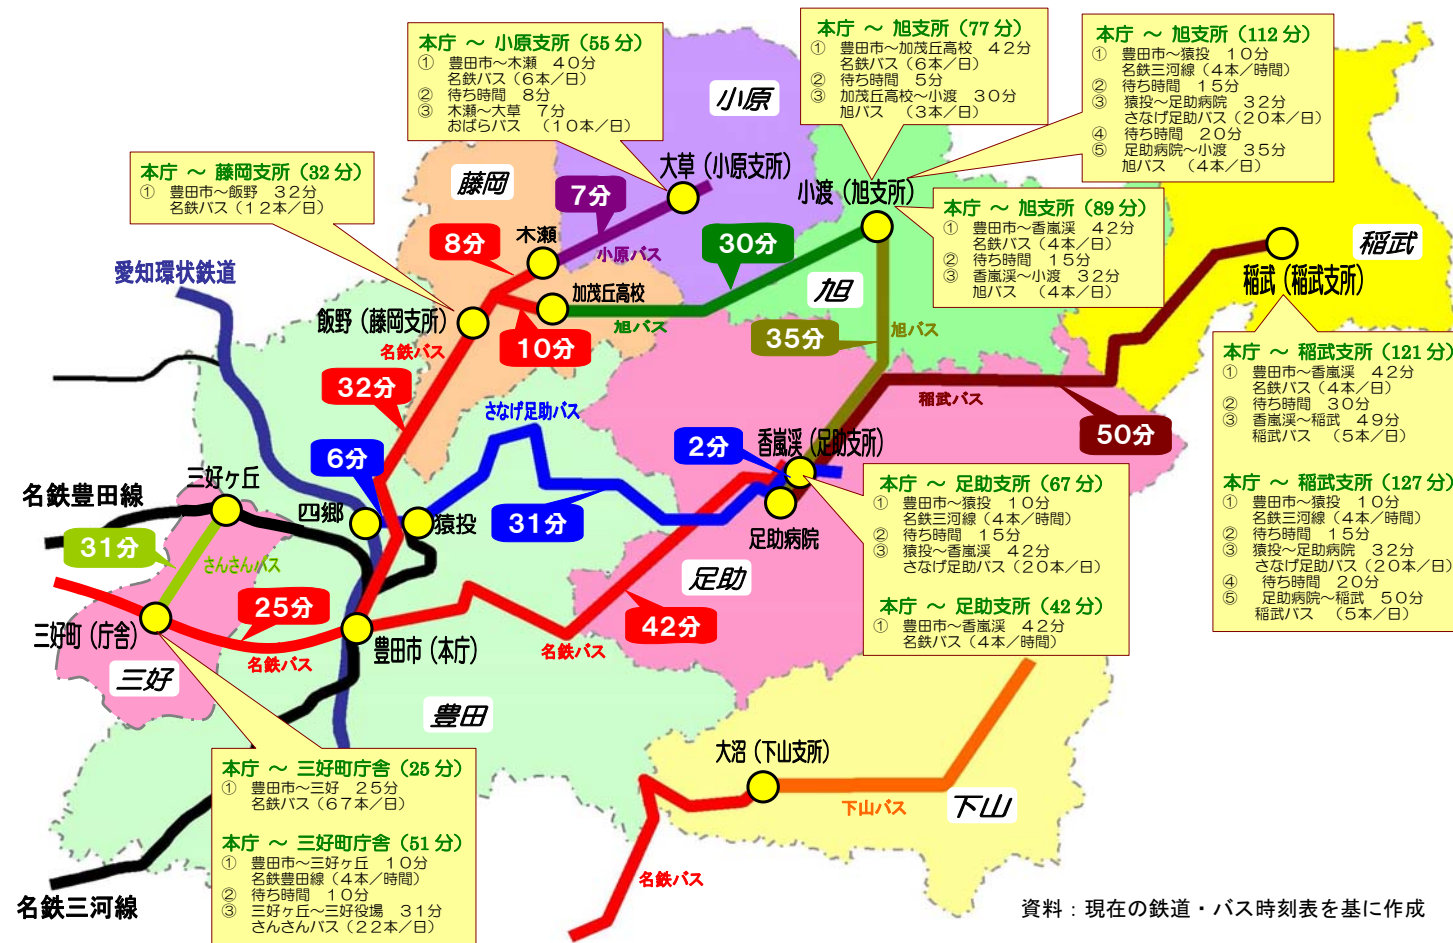 本庁 ～ 小原支所（55分）
① 豊田市～木瀬 40分
名鉄バス（6本／日）
② 待ち時間 8分
③ 木瀬～大草 7分
おばらバス （10本／日）
本庁 ～ 旭支所（77分）
① 豊田市～加茂丘高校 42分
名鉄バス（6本／日）
② 待ち時間 5分
③ 加茂丘高校～小渡 30分
旭バス （3本／日）
本庁 ～ 旭支所（112分）
① 豊田市～猿投 10分
名鉄三河線（4本／時間）
② 待ち時間 15分
③ 猿投～足助病院 32分
さなげ足助バス（20本／日）
④ 待ち時間 20分
⑤ 足助病院～小渡 35分
旭バス （4本／日）
本庁 ～ 藤岡支所（32分）
① 豊田市～飯野 32分
名鉄バス（12本／日）
本庁 ～ 旭支所（89分）
① 豊田市～香嵐渓 42分
名鉄バス（4本／日）
② 待ち時間 15分
③ 香嵐渓～小渡 32分
旭バス （4本／日）
小原
藤岡
大草（小原支所）
7分
小渡（旭支所）
稲武
稲武（稲武支所）
8分
木瀬
小原バス
30分
旭
愛知環状鉄道
飯野（藤岡支所）
加茂丘高校
旭バス
名鉄バス
10分
35分
旭バス
本庁 ～ 稲武支所（121分）
① 豊田市～香嵐渓 42分
名鉄バス（4本／日）
② 待ち時間 30分
③ 香嵐渓～稲武 49分
稲武バス （5本／日）
本庁 ～ 稲武支所（127分）
① 豊田市～猿投 10分
名鉄三河線（4本／時間）
② 待ち時間 15分
③ 猿投～足助病院 32分
さなげ足助バス（20本／日）
④ 待ち時間 20分
⑤ 足助病院～稲武 50分
稲武バス （5本／日）
32分
さなげ足助バス
稲武バス
50分
6分
2分
香嵐渓（足助支所）
三好ヶ丘
名鉄豊田線
四郷
猿投
31分
足助病院
31分
さんさんバス
足助
本庁 ～ 足助支所（67分）
① 豊田市～猿投 10分
名鉄三河線（4本／時間）
② 待ち時間 15分
③ 猿投～香嵐渓 42分
さなげ足助バス（20本／日）
本庁 ～ 足助支所（42分）
① 豊田市～香嵐渓 42分
名鉄バス（4本／時間）
25分
三好町（庁舎）
名鉄バス
豊田市（本庁）
名鉄バス
42分
三好
豊田
大沼（下山支所）
下山バス
下山
名鉄バス
本庁 ～ 三好町庁舎（25分）
① 豊田市～三好 25分
名鉄バス（67本／日）
本庁 ～ 三好町庁舎（51分）
① 豊田市～三好ヶ丘 10分
名鉄豊田線（4本／時間）
② 待ち時間 10分
③ 三好ヶ丘～三好役場 31分
さんさんバス（22本／日）
名鉄三河線
資料：現在の鉄道・バス時刻表を基に作成